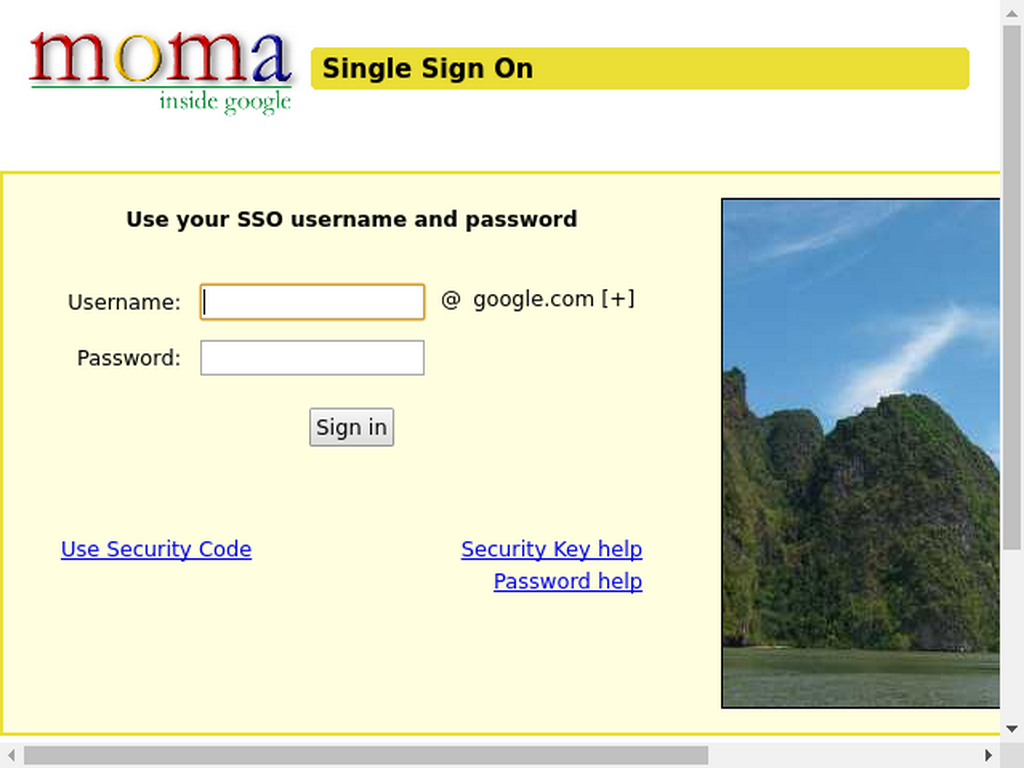 moma
inside google
Single Sign On
Use your SSO username and password
Username: @ google.com [+]
Password:
Sign in
Use Security Code Security Key help
Password help